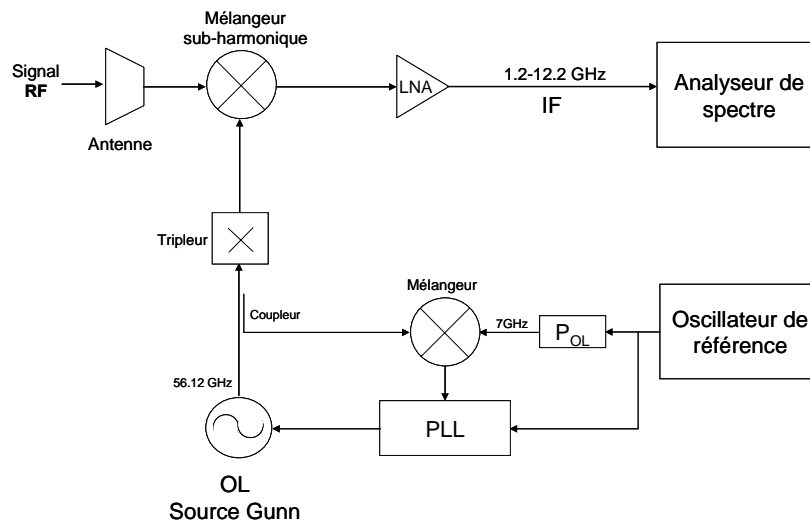 Mélangeur
sub-harmonique
Signal
RF
Antenne
LNA
1.2-12.2 GHz
IF
Analyseur de
spectre
Tripleur
Coupleur
Mélangeur
7GHz
POL
Oscillateur de
référence
56.12 GHz
PLL
OL
Source Gunn